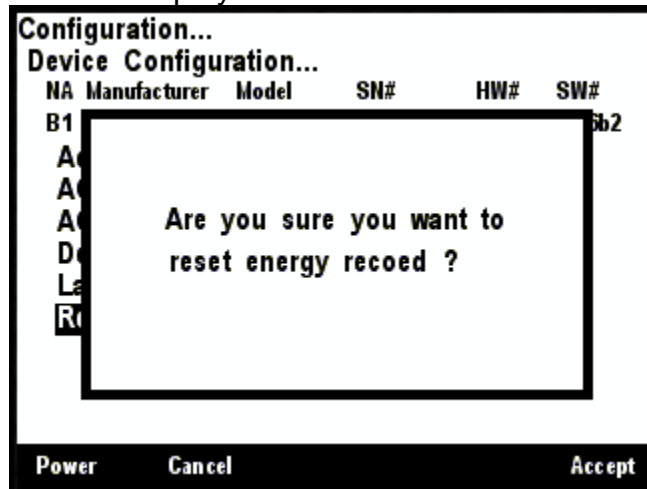 Configuration...
Device Configuration...
NA Manufacturer Model SN# HW# SW#
B1
Are you sure you want to
reset energy recoed ?
Power Cancel Accept